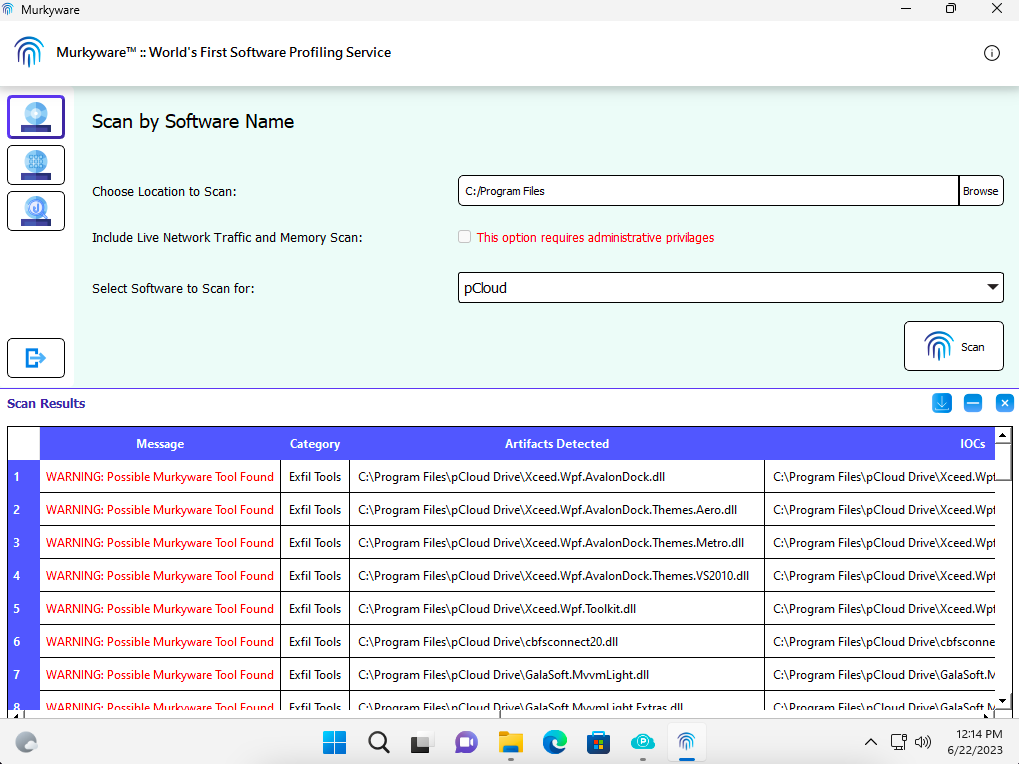 Murkyware
Murkyware™ :: World's First Software Profiling Service
Scan by Software Name
Choose Location to Scan: C:/Program Files Browse
Include Live Network Traffic and Memory Scan: This option requires administrative privilages
Select Software to Scan for: pCloud
Scan
Scan Results
Message Category Artifacts Detected IOCs
1 WARNING: Possible Murkyware Tool Found Exfil Tools C:\Program Files\pCloud Drive\Xceed.Wpf.AvalonDock.dll C:\Program Files\pCloud Drive\Xceed.Wpf
2 WARNING: Possible Murkyware Tool Found Exfil Tools C:\Program Files\pCloud Drive\Xceed.Wpf.AvalonDock.Themes.Aero.dll C:\Program Files\pCloud Drive\Xceed.Wpf
3 WARNING: Possible Murkyware Tool Found Exfil Tools C:\Program Files\pCloud Drive\Xceed.Wpf.AvalonDock.Themes.Metro.dll C:\Program Files\pCloud Drive\Xceed.Wpf
4 WARNING: Possible Murkyware Tool Found Exfil Tools C:\Program Files\pCloud Drive\Xceed.Wpf.AvalonDock.Themes.VS2010.dll C:\Program Files\pCloud Drive\Xceed.Wpf
5 WARNING: Possible Murkyware Tool Found Exfil Tools C:\Program Files\pCloud Drive\Xceed.Wpf.Toolkit.dll C:\Program Files\pCloud Drive\Xceed.Wpf
6 WARNING: Possible Murkyware Tool Found Exfil Tools C:\Program Files\pCloud Drive\cbfsconnect20.dll C:\Program Files\pCloud Drive\cbfsconne
7 WARNING: Possible Murkyware Tool Found Exfil Tools C:\Program Files\pCloud Drive\GalaSoft.MvvmLight.dll C:\Program Files\pCloud Drive\GalaSoft.M
8 WARNING: Possible Murkyware Tool Found Exfil Tools C:\Program Files\pCloud Drive\GalaSoft.MvvmLight.Extras.dll C:\Program Files\pCloud Drive\GalaSoft.M
12:14 PM
6/22/2023